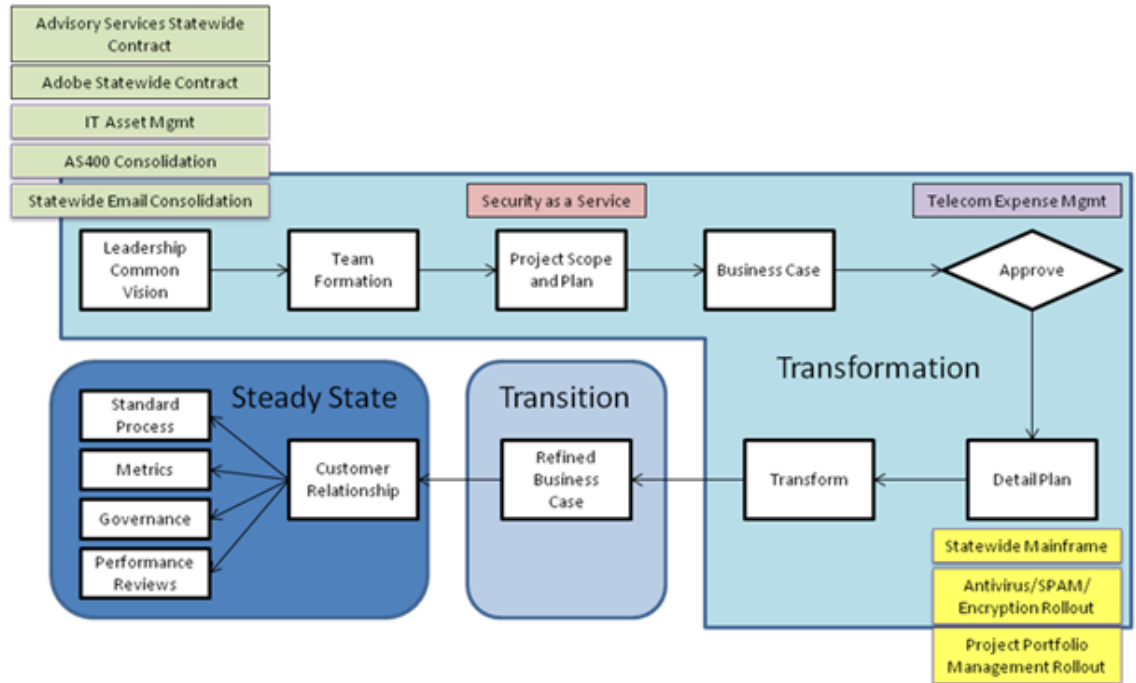 Advisory Services Statewide
Contract
Adobe Statewide Contract
IT Asset Mgmt
AS400 Consolidation
Statewide Email Consolidation
Security as a Service
Telecom Expense Mgmt
Leadership
Common
Vision
Team
Formation
Project Scope
and Plan
Business Case
Approve
Transformation
Steady State
Transition
Standard
Process
Metrics
Governance
Performance
Reviews
Customer
Relationship
Refined
Business
Case
Transform
Detail Plan
Statewide Mainframe
Antivirus/SPAM/
Encryption Rollout
Project Portfolio
Management Rollout